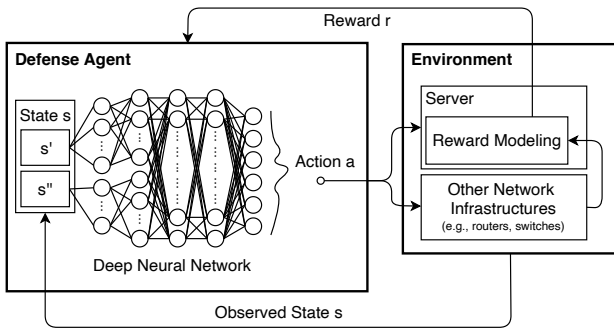 Reward r
Defense Agent
Environment
State s
s'
s"
Server
Reward Modeling
Action a
Other Network
Infrastructures
(e.g., routers, switches)
Deep Neural Network
Observed State s